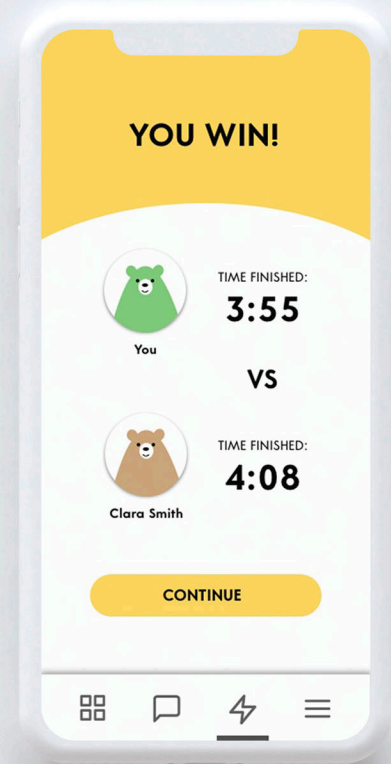 YOU WIN!
TIME FINISHED:
3:55
You
VS
TIME FINISHED:
4:08
Clara Smith
CONTINUE